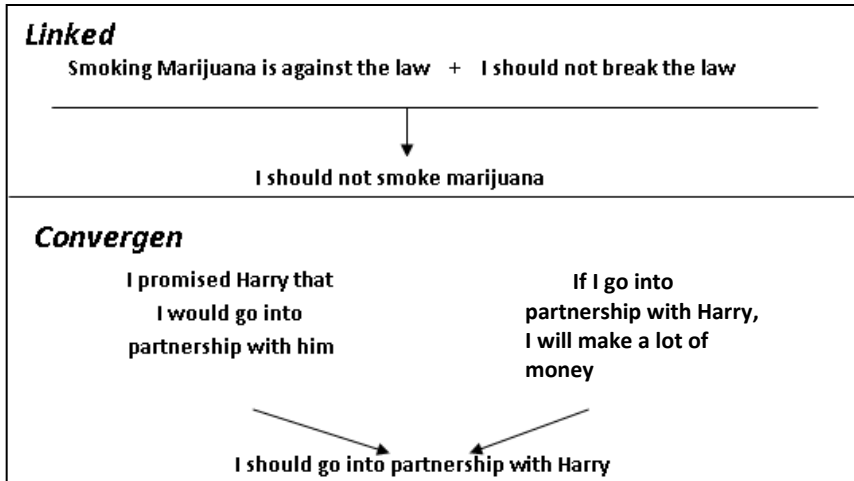 Linked
Smoking Marijuana is against the law + I should not break the law
I should not smoke marijuana
Convergen
I promised Harry that
I would go into
partnership with him
If I go into
partnership with Harry,
I will make a lot of
money
I should go into partnership with Harry